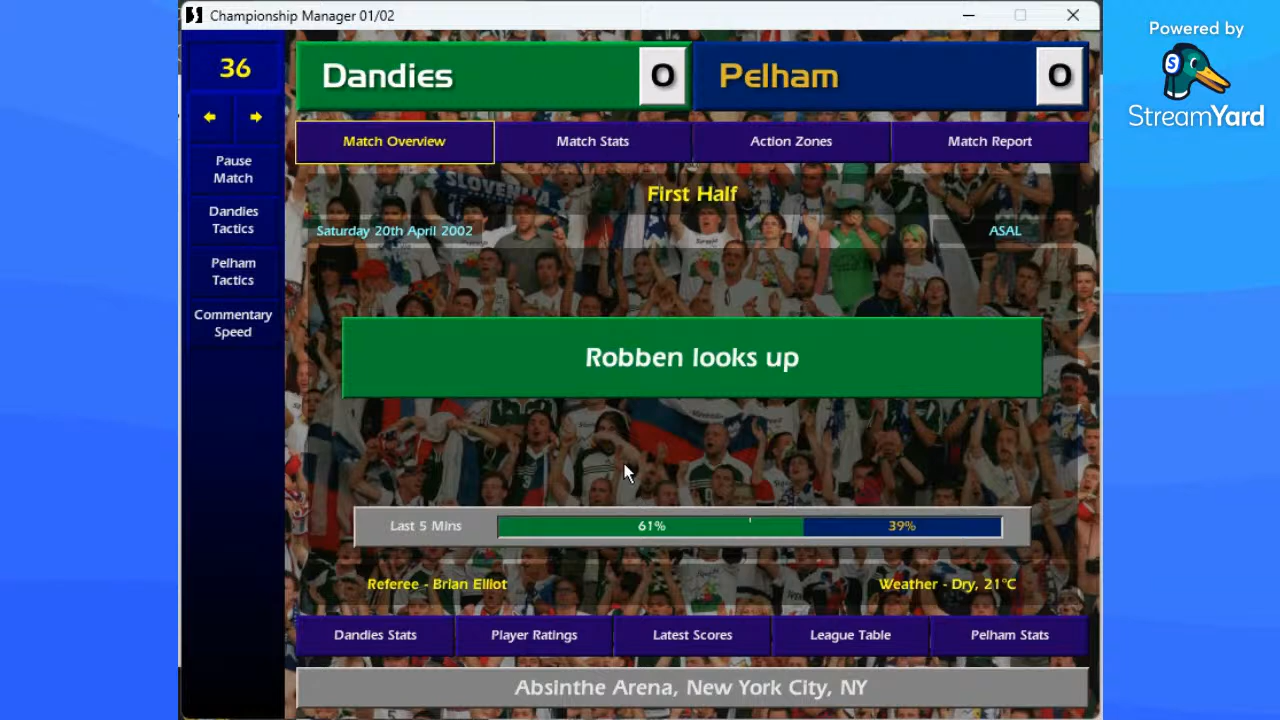 Championship Manager 01/02
Powered by
StreamYard
36
Dandies 0 Pelham 0
Match Overview Match Stats Action Zones Match Report
Pause
Match
Dandies
Tactics
Pelham
Tactics
Commentary
Speed
First Half
Saturday 20th April 2002 ASAL
SLOVENI
Robben looks up
Last 5 Mins 61% 39%
Referee - Brian Elliot Weather - Dry, 21°C
Dandies Stats Player Ratings Latest Scores League Table Pelham Stats
Absinthe Arena, New York City, NY